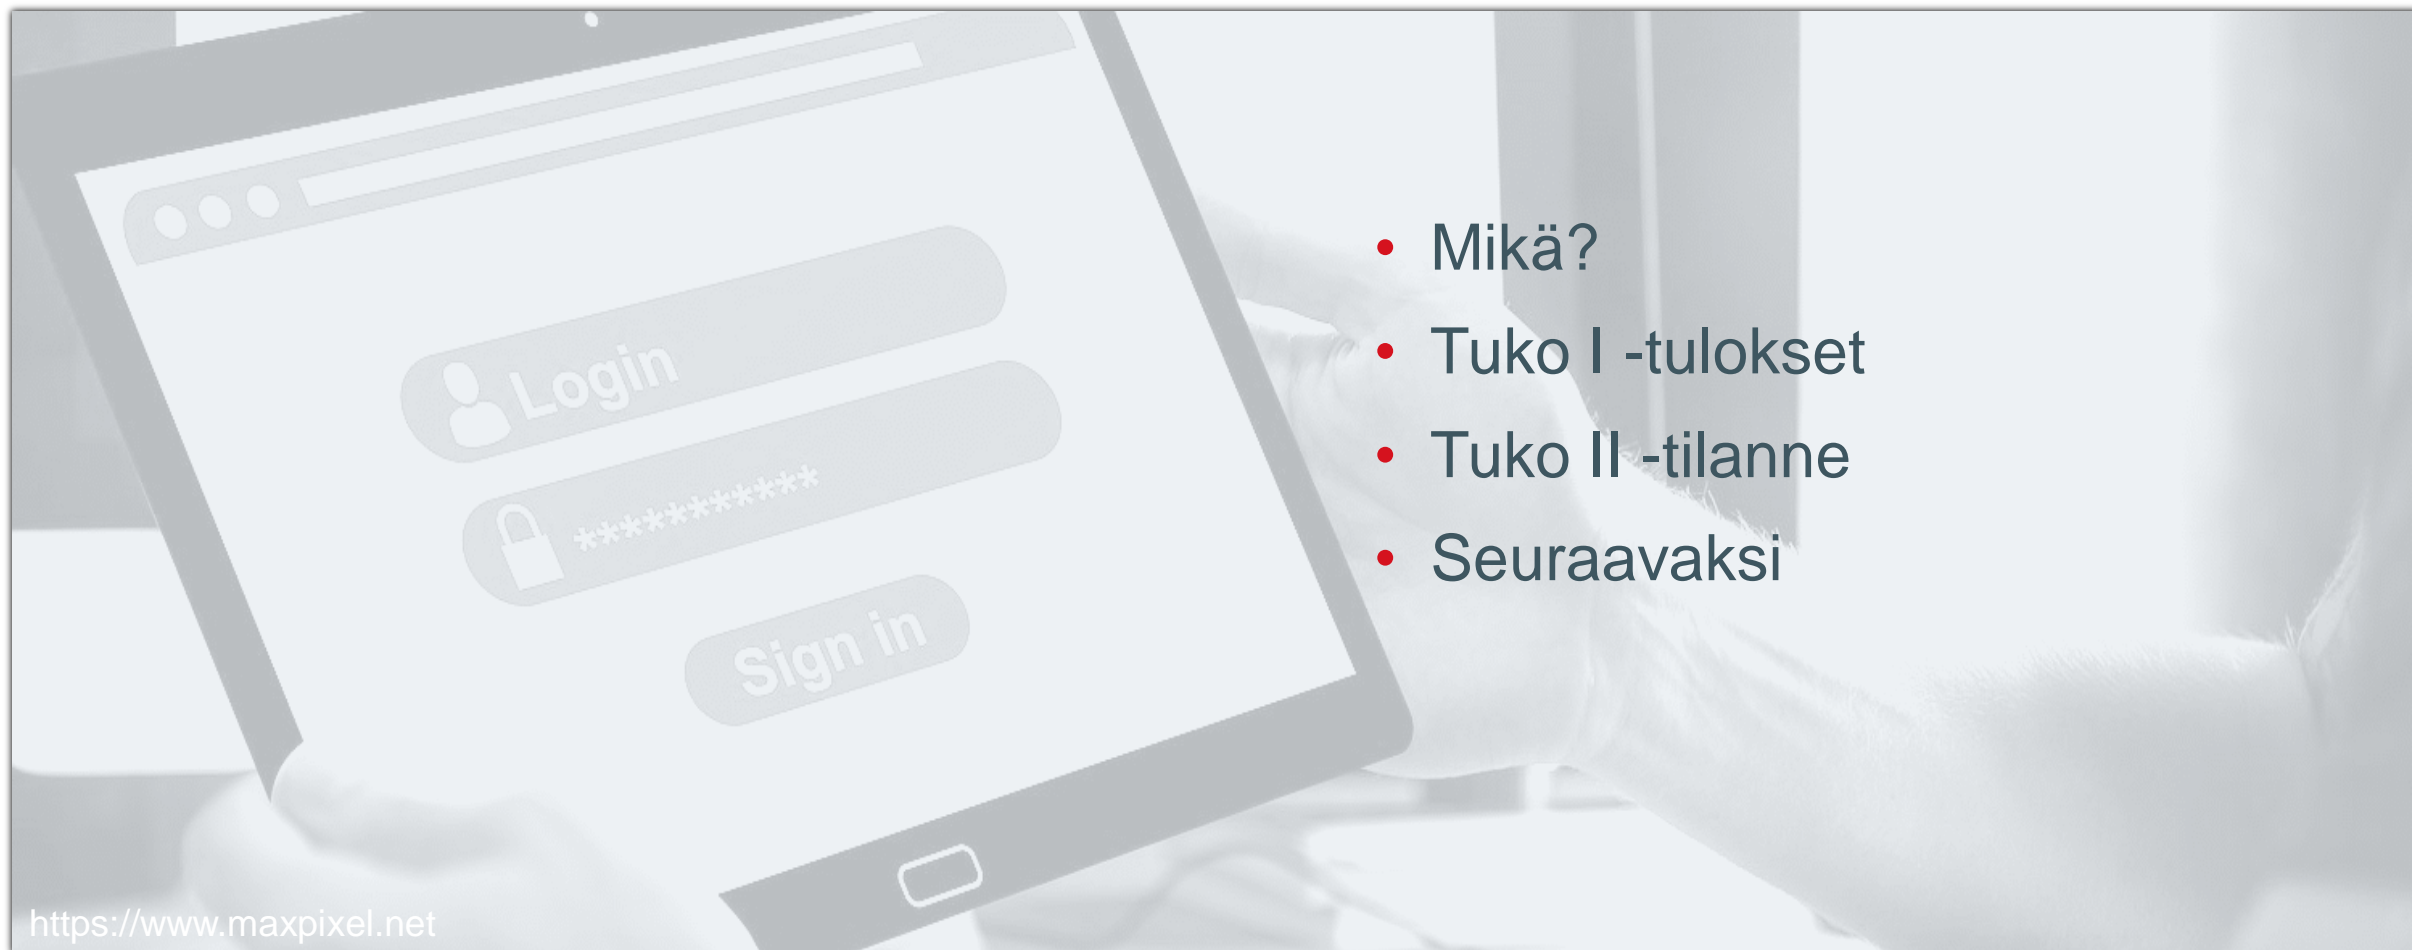 Login
***********
Sign in
• Mikä?
• Tuko I -tulokset
• Tuko II -tilanne
• Seuraavaksi
https://www.maxpixel.net